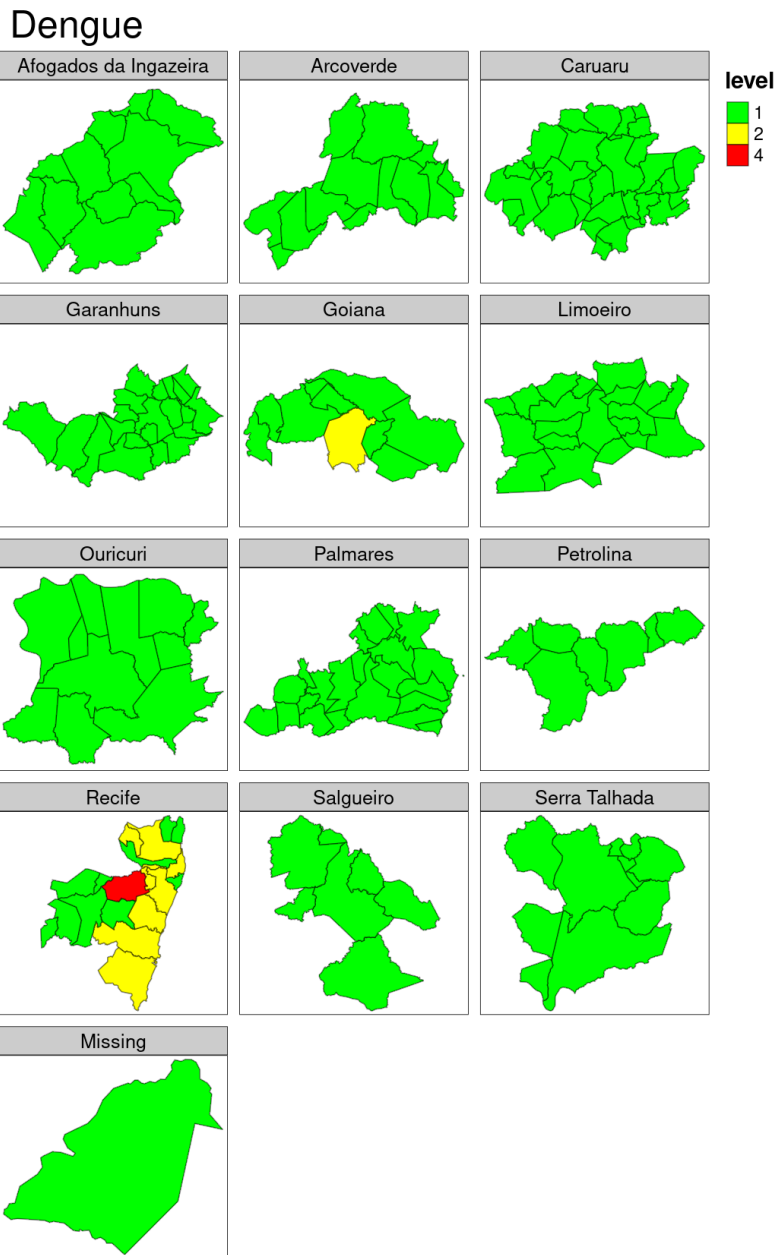 Dengue
Afogados da Ingazeira
Arcoverde
Caruaru
level
1
2
4
Garanhuns
Goiana
Limoeiro
Ouricuri
Palmares
Petrolina
Recife
Salgueiro
Serra Talhada
Missing